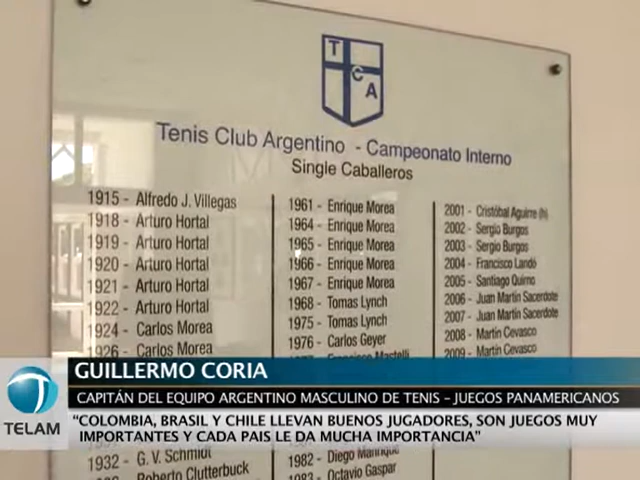 T
C
A
Tenis Club Argentino - Campeonato Interno
Single Caballeros
1915 - Alfredo J. Villegas
1918 - Arturo Hortal
1919 - Arturo Hortal
1920 - Arturo Hortal
1921 - Arturo Hortal
1922 - Arturo Hortal
1924 - Carlos Morea
1926 - Carlos Morea
1961 - Enrique Morea
1964 - Enrique Morea
1965 - Enrique Morea
1966 - Enrique Morea
1967 - Enrique Morea
1968 - Tomas Lynch
1975 - Tomas Lynch
1976 - Carlos Geyer
1977 - Francisco Mastelli
2001 - Cristóbal Aguirre (h)
2002 - Sergio Burgos
2003 - Sergio Burgos
2004 - Francisco Landó
2005 - Santiago Quirno
2006 - Juan Martín Sacerdote
2007 - Juan Martín Sacerdote
2008 - Martín Cevasco
2009 - Martín Cevasco
GUILLERMO CORIA
CAPITÁN DEL EQUIPO ARGENTINO MASCULINO DE TENIS – JUEGOS PANAMERICANOS
TELAM
"COLOMBIA, BRASIL Y CHILE LLEVAN BUENOS JUGADORES, SON JUEGOS MUY
IMPORTANTES Y CADA PAIS LE DA MUCHA IMPORTANCIA"
1932 - G. V. Schmidt
Roberto Clutterbuck
1982 - Diego Manrique
1983 - Octavio Gaspar